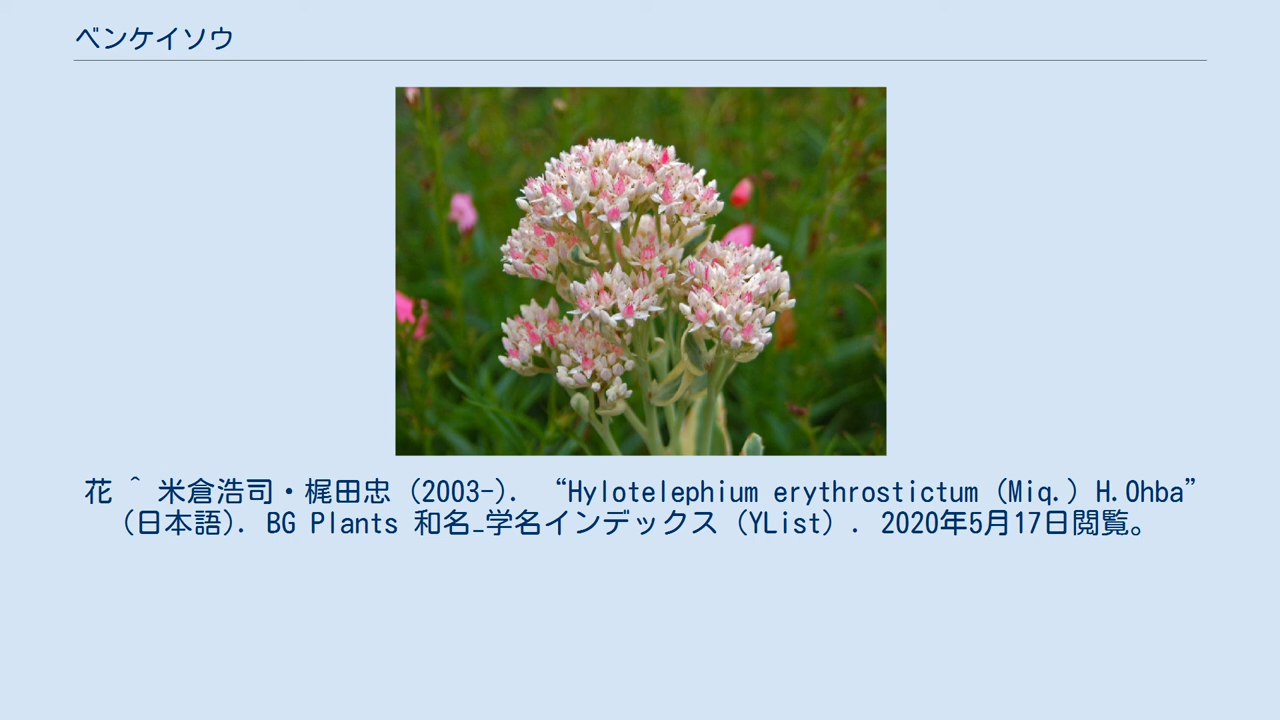 ベンケイソウ
花 ^ 米倉浩司・梶田忠 (2003-). “Hylotelephium erythrostictum (Miq.) H.Ohba”
(日本語). BG Plants 和名−学名インデックス (YList) . 2020年5月17日閲覧。